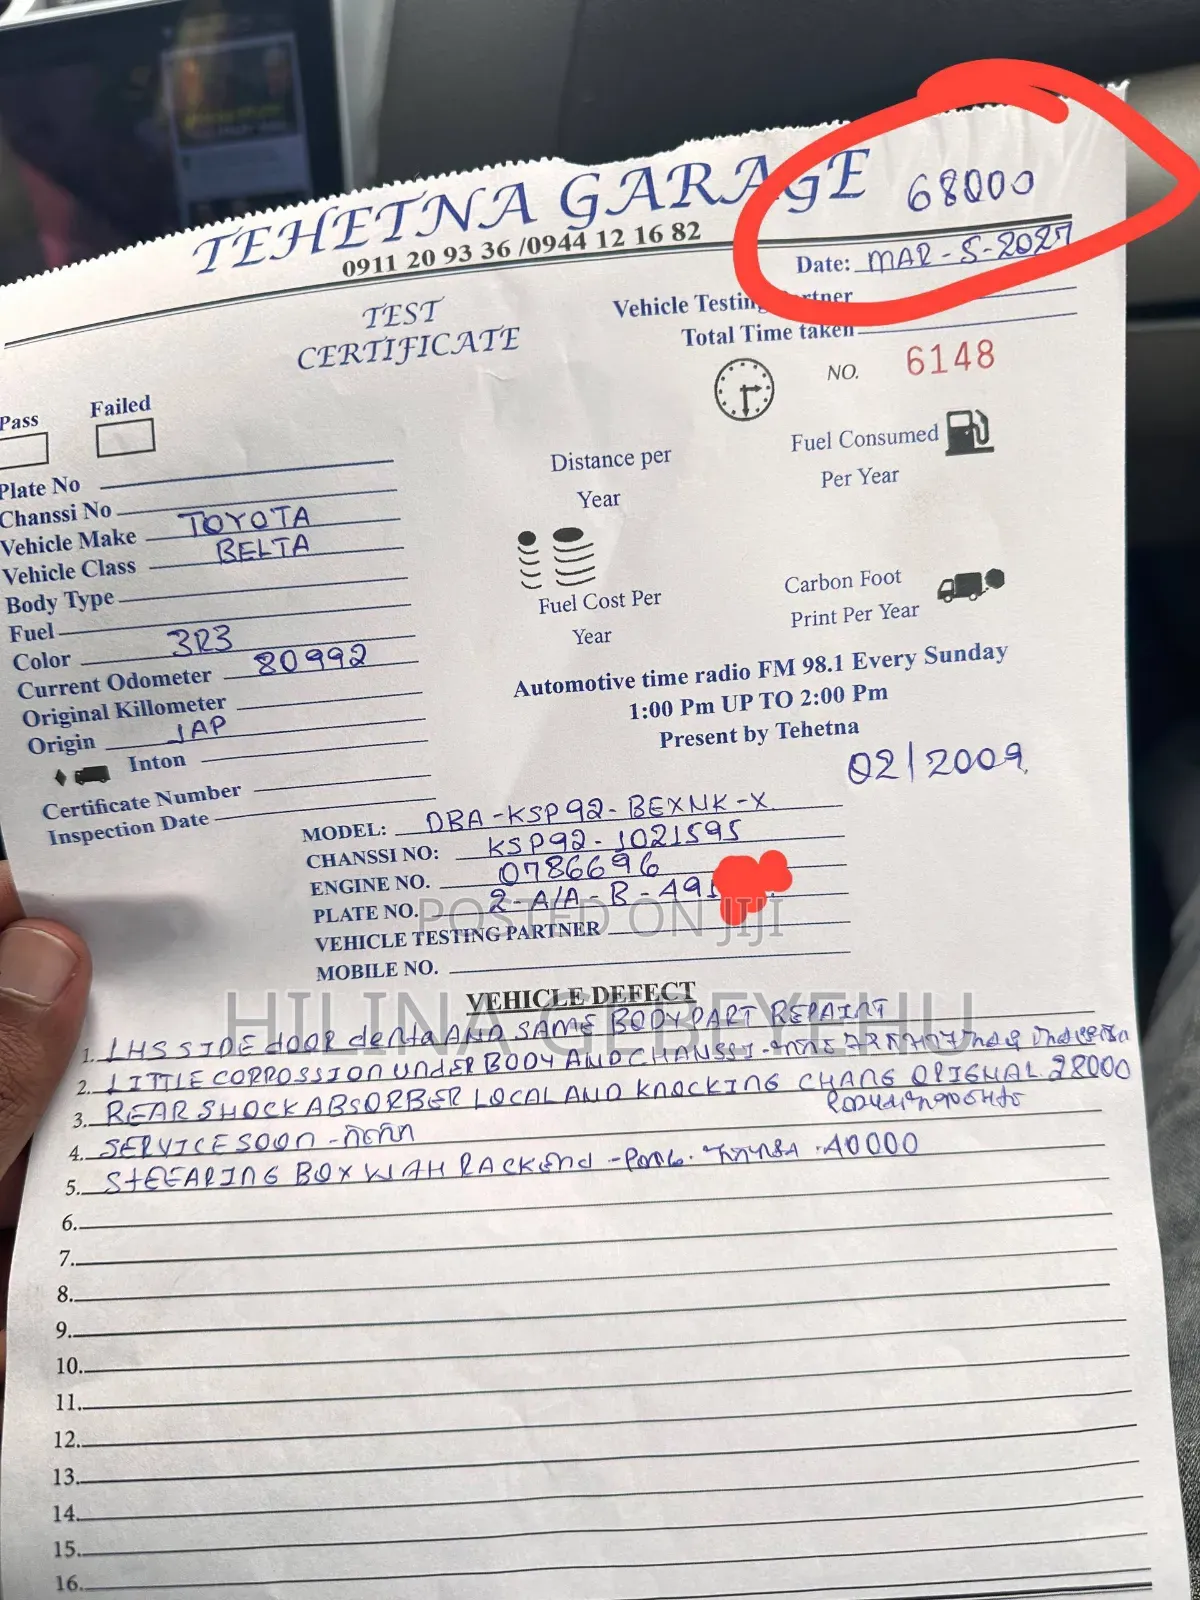 TEHETNA GARAGE
68000
0911 20 93 36 /0944 12 16 82
Date: MAR-5-2027
TEST
CERTIFICATE
Vehicle Testing
Total Time taken
NO. 6148
Pass
Failed
Plate No
Chanssi No
Vehicle Make TOYOTA
Vehicle Class BELTA
Body Type
Fuel
Color 3R3
Current Odometer 80992
Original Killometer
Origin JAP
Inton
Certificate Number
Inspection Date
Distance per
Year
Fuel Consumed
Per Year
Fuel Cost Per
Year
Carbon Foot
Print Per Year
Automotive time radio FM 98.1 Every Sunday
1:00 Pm UP TO 2:00 Pm
Present by Tehetna
02/2009
MODEL: DBA-KSP92-BEXNK-X
CHANSSI NO: KSP92-1021595
ENGINE NO. 0786696
PLATE NO. 2-A/A-B-491
VEHICLE TESTING PARTNER
MOBILE NO.
POSTED ON JIJI
HILINA GEBEYEHU
VEHICLE DEFECT
1. LHS SIDE dOOR denta AND SAME BODY PART REPAINT
2. LITTLE CORROSSION UNDER BODY AND CHANSSI
3. REAR SHOCK ABSORBER LOCAL AND KNOCKING CHANG ORIGNAL 28000
4. SERVICE SOON -
5. STEEARING BOX WITH RACKend - 40000
6.
7.
8.
9.
10.
11.
12.
13.
14.
15.
16.